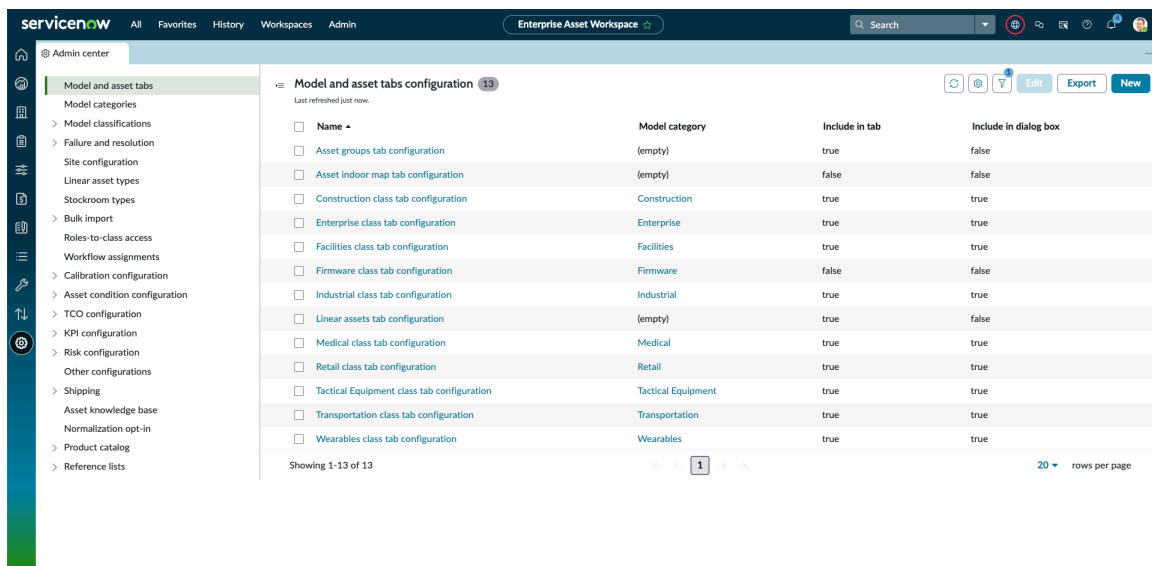 servicenow All Favorites History Workspaces Admin Enterprise Asset Workspace Search 4
Admin center
Model and asset tabs
Model categories
Model classifications
Failure and resolution
Site configuration
Linear asset types
Stockroom types
Bulk import
Roles-to-class access
Workflow assignments
Calibration configuration
Asset condition configuration
TCO configuration
KPI configuration
Risk configuration
Other configurations
Shipping
Asset knowledge base
Normalization opt-in
Product catalog
Reference lists
Model and asset tabs configuration 13 1 Edit Export New
Last refreshed just now.
Name Model category Include in tab Include in dialog box
Asset groups tab configuration (empty) true false
Asset indoor map tab configuration (empty) false false
Construction class tab configuration Construction true true
Enterprise class tab configuration Enterprise true true
Facilities class tab configuration Facilities true true
Firmware class tab configuration Firmware false false
Industrial class tab configuration Industrial true true
Linear assets tab configuration (empty) true false
Medical class tab configuration Medical true true
Retail class tab configuration Retail true true
Tactical Equipment class tab configuration Tactical Equipment true true
Transportation class tab configuration Transportation true true
Wearables class tab configuration Wearables true true
Showing 1-13 of 13 1 20 rows per page